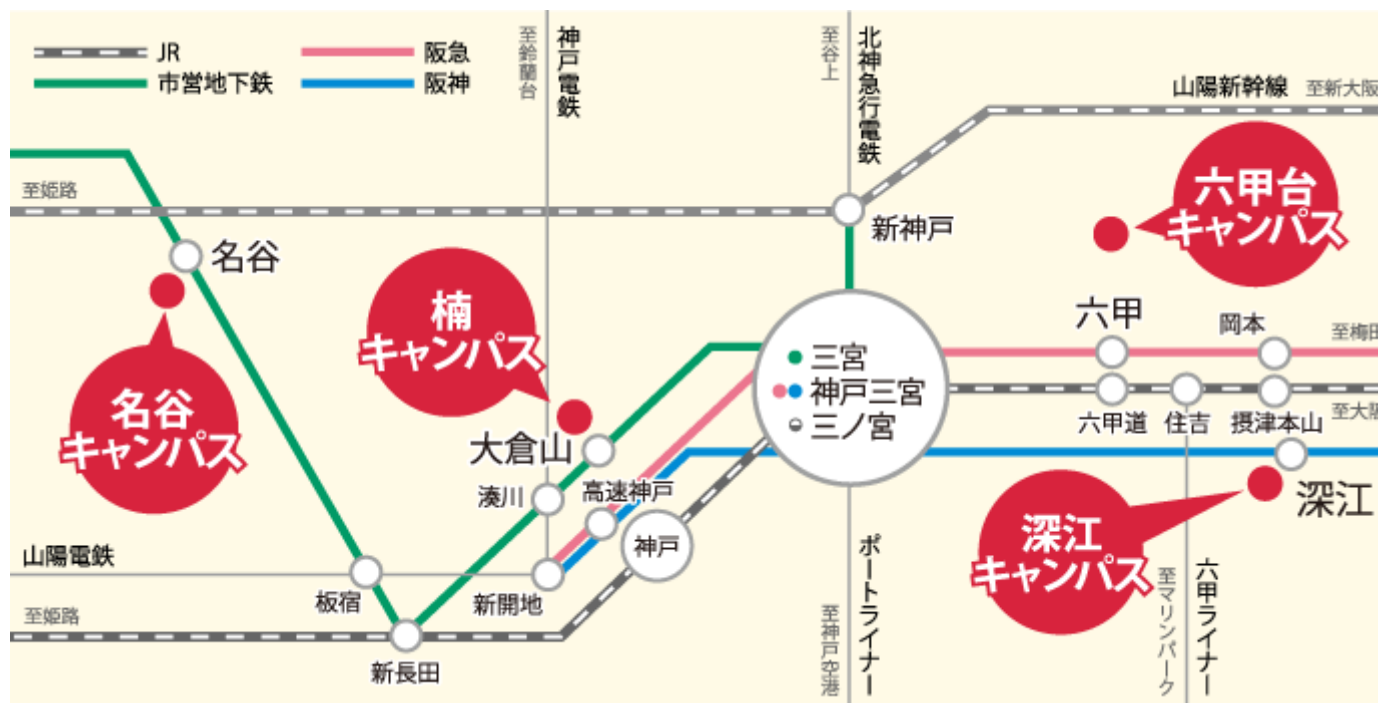 JR
阪急
市営地下鉄
阪神
至鈴蘭台
神戸電鉄
至谷上
北神急行電鉄
山陽新幹線
至新大阪
至姫路
六甲台
キャンパス
新神戸
名谷
楠
キャンパス
六甲
岡本
至梅田
三宮
神戸三宮
三ノ宮
名谷
キャンパス
六甲道
住吉
摂津本山
至大阪
大倉山
湊川
高速神戸
深江
深江
キャンパス
神戸
山陽電鉄
板宿
新開地
至姫路
新長田
至神戸空港
ポートライナー
至マリンパーク
六甲ライナー